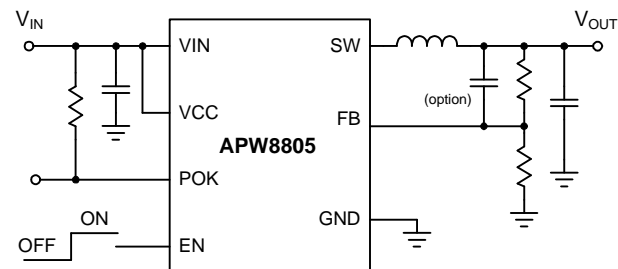 VIN
VOUT
VIN
SW
VCC
(option)
FB
APW8805
POK
GND
ON
OFF
EN